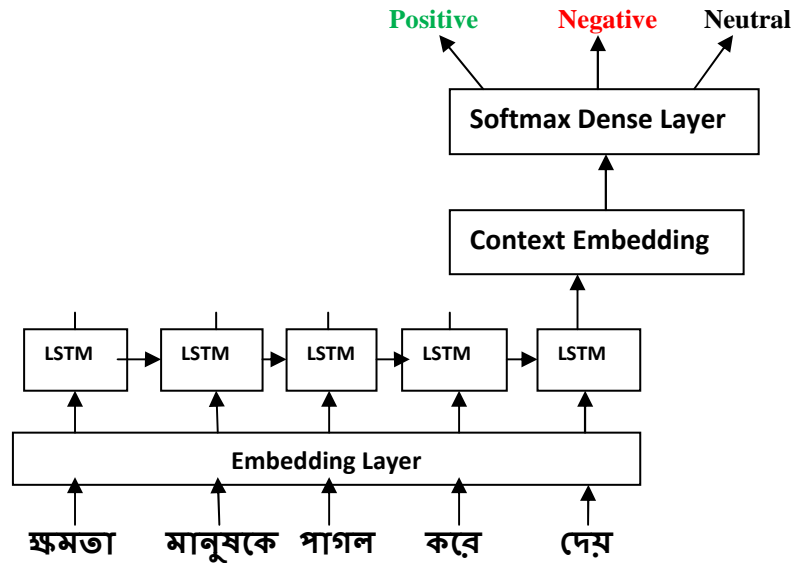 Positive Negative Neutral
Softmax Dense Layer
Context Embedding
LSTM LSTM LSTM LSTM LSTM
Embedding Layer
ক্ষমতা মানুষকে পাগল করে দেয়